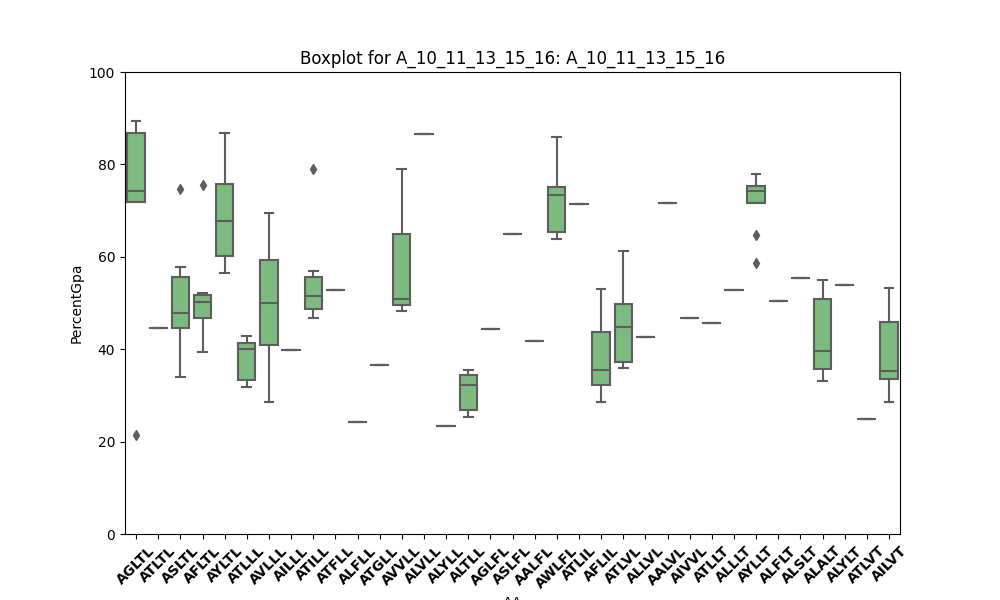 Boxplot for A_10_11_13_15_16: A_10_11_13_15_16
PercentGpa
100
80
60
40
20
0
AGLTL
ATLTL
ASLTL
AFLTL
AYLTL
ATLLL
AVLLL
AILLL
ATILL
ATFLL
ALFLL
ATGLL
AVVLL
ALVLL
ALYLL
ALTLL
AGLFL
ASLFL
AALFL
AWLFL
ATLIL
AFLIL
ATLVL
ALLVL
AALVL
AIVVL
ATLLT
ALLLT
AYLLT
ALFLT
ALSLT
ALALT
ALYLT
ATLVT
AILVT